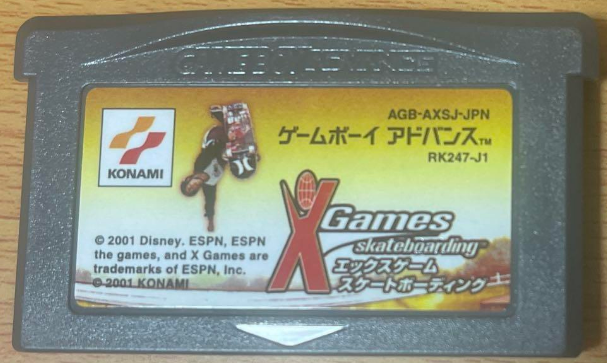 GAME BOY ADVANCE
KONAMI
AGB-AXSJ-JPN
ゲームボーイ アドバンス™
RK247-J1
X Games
skateboarding™
エックスゲーム
スケートボーディング
© 2001 Disney. ESPN, ESPN
the games, and X Games are
trademarks of ESPN, Inc.
© 2001 KONAMI